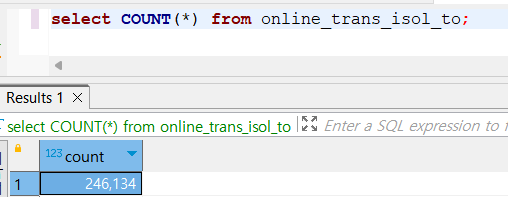 select COUNT(*) from online_trans_isol_to;
Results 1
select COUNT(*) from online_trans_isol_to
Enter a SQL expression to f
123 count
1
246,134